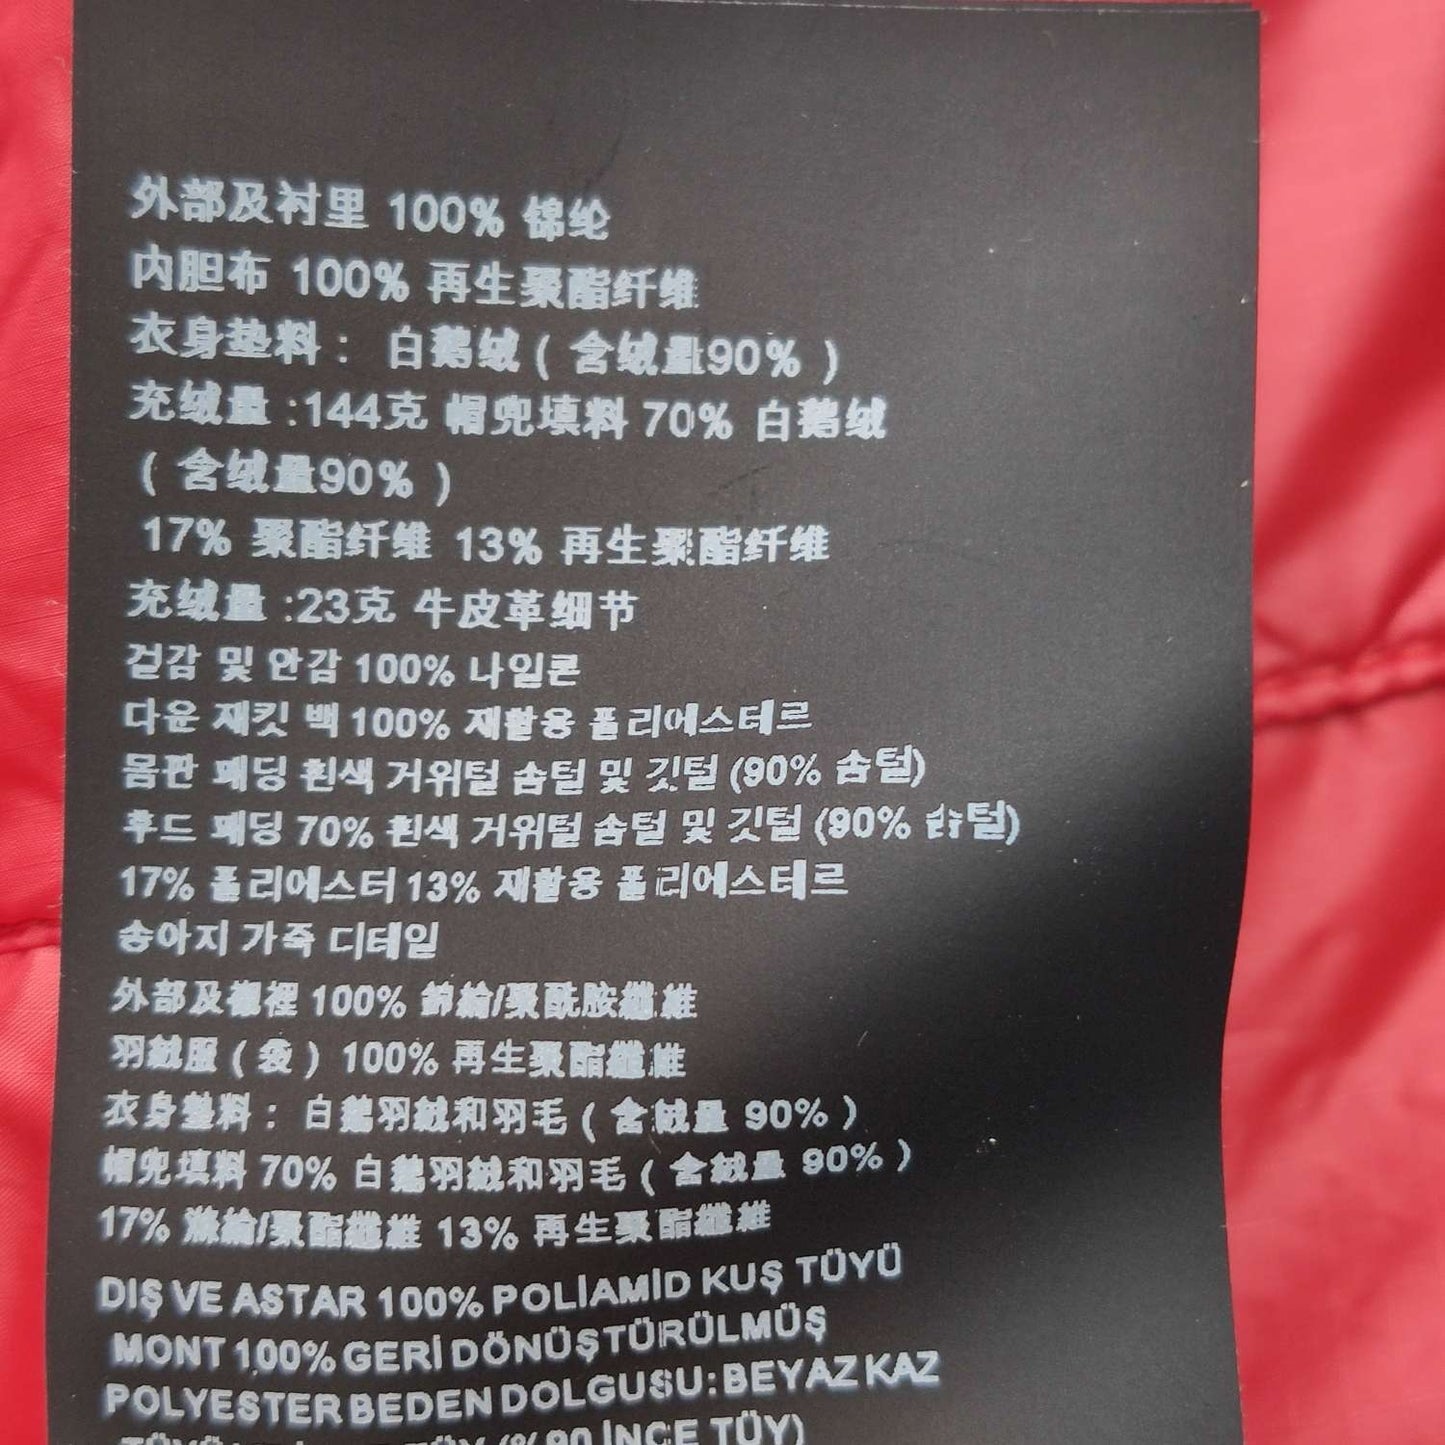 外部及衬里 100% 锦纶
内胆布 100% 再生聚酯纤维
衣身垫料： 白鹅绒 ( 含绒量90% )
充绒量 :144克 帽兜填料 70% 白鹅绒
( 含绒量90% )
17% 聚酯纤维 13% 再生聚酯纤维
充绒量 :23克 牛皮革细节
겉감 및 안감 100% 나일론
다운 재킷 백 100% 재활용 폴리에스테르
몸판 패딩 흰색 거위털 솜털 및 깃털 (90% 솜털)
후드 패딩 70% 흰색 거위털 솜털 및 깃털 (90% 솜털)
17% 폴리에스터 13% 재활용 폴리에스테르
송아지 가죽 디테일
外部及襯裡 100% 錦綸/聚酰胺纖維
羽絨服 ( 袋 ) 100% 再生聚酯纖維
衣身墊料： 白鵝羽絨和羽毛 ( 含絨量 90% )
帽兜填料 70% 白鵝羽絨和羽毛 ( 含絨量 90% )
17% 滌綸/聚酯纖維 13% 再生聚酯纖維
DIŞ VE ASTAR 100% POLİAMİD KUŞ TÜYÜ
MONT 100% GERİ DÖNÜŞTÜRÜLMÜŞ
POLYESTER BEDEN DOLGUSU: BEYAZ KAZ
(%90 İNCE TÜY)